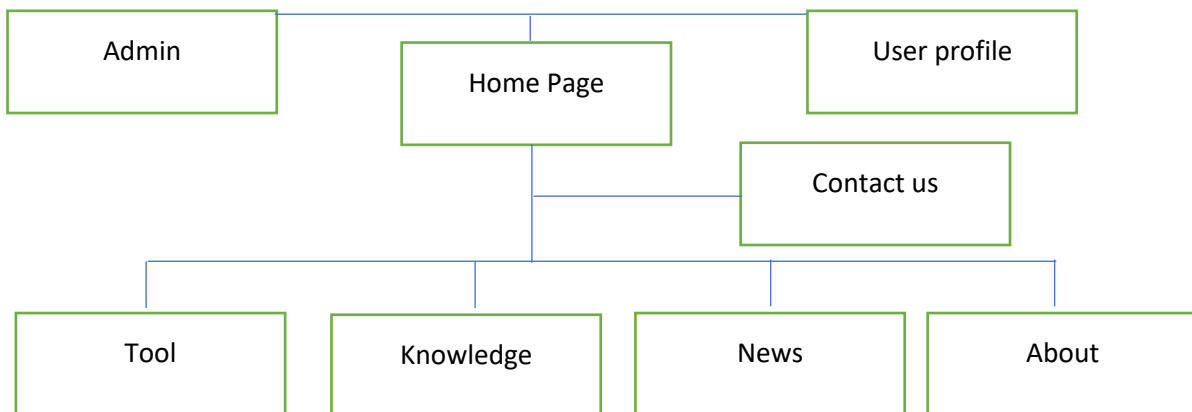 Admin
User profile
Home Page
Contact us
Tool
Knowledge
News
About